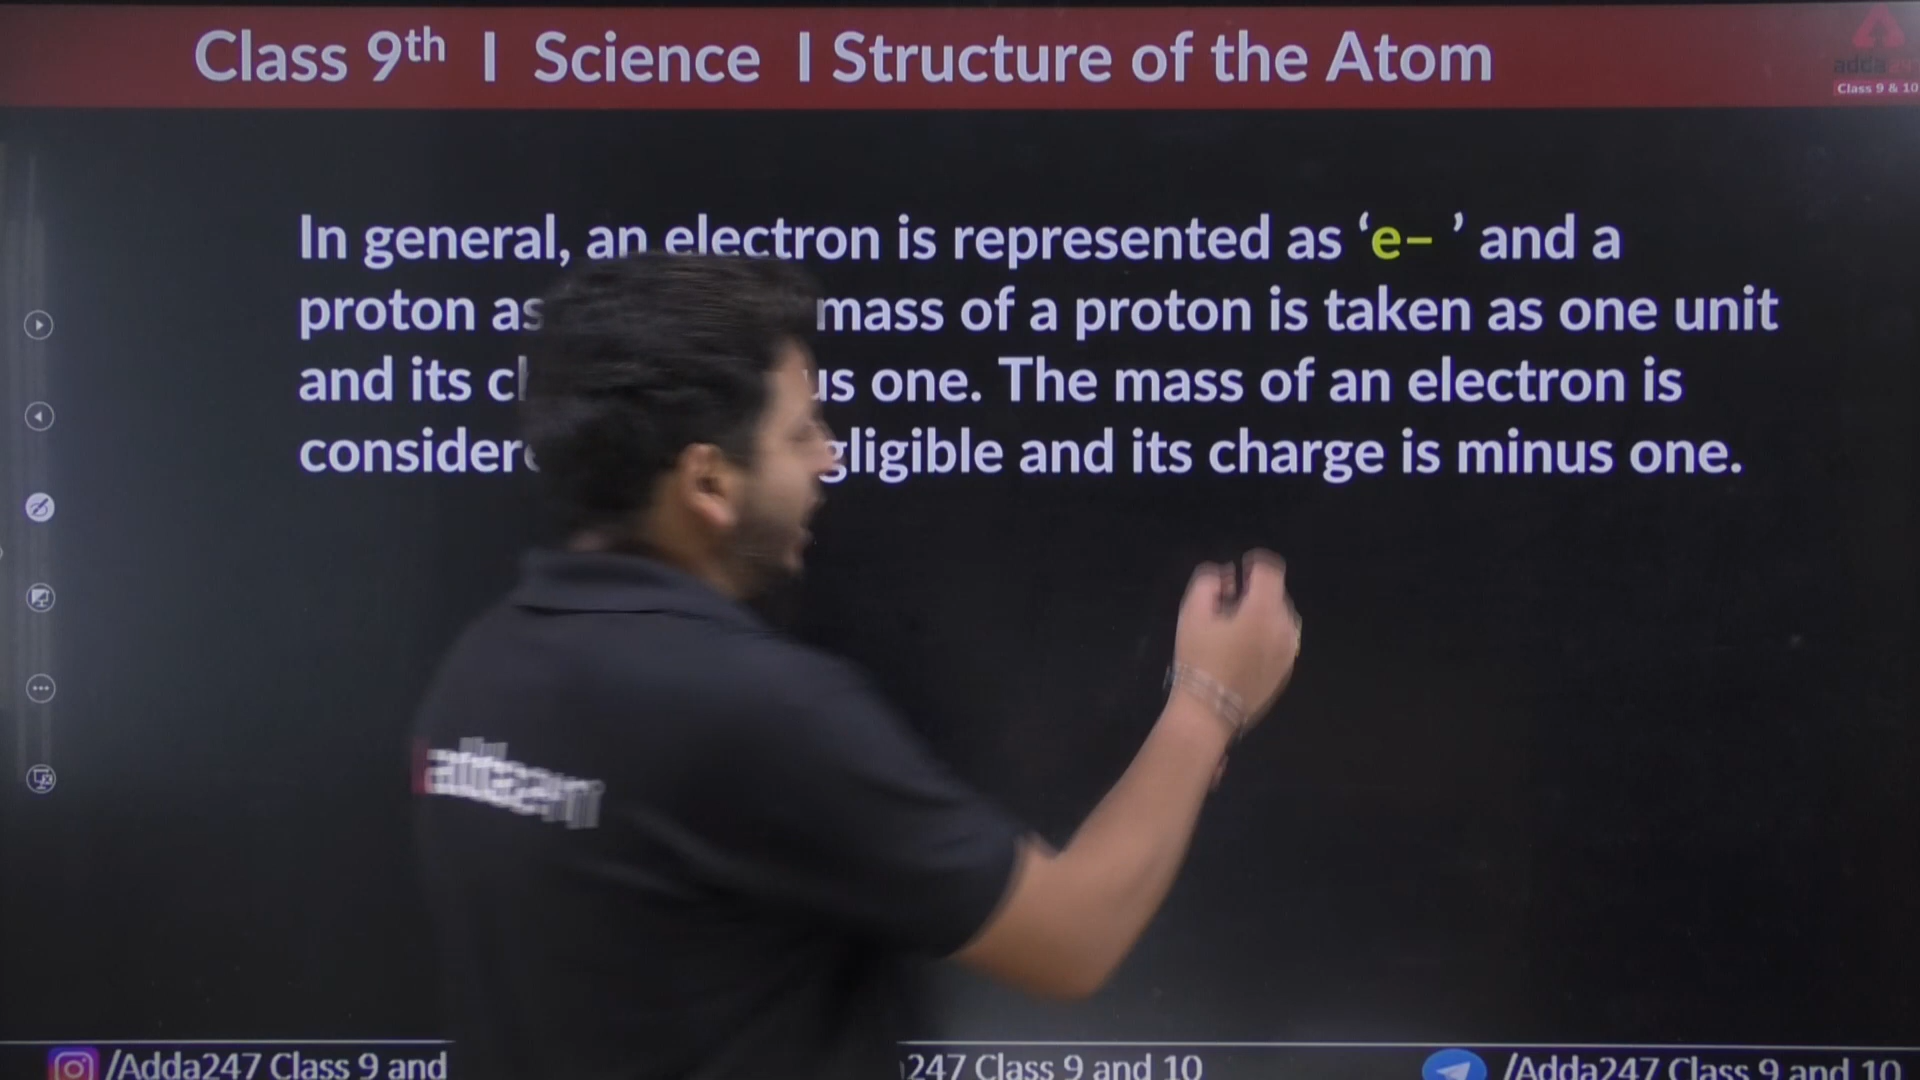 Class 9th I Science I Structure of the Atom
adda
Class 9 & 10
In general, an electron is represented as ‘e– ’ and a
proton as mass of a proton is taken as one unit
and its one. The mass of an electron is
and its charge is minus one.
/Adda247 Class 9 and
247 Class 9 and 10
/Adda247 Class 9 and 10